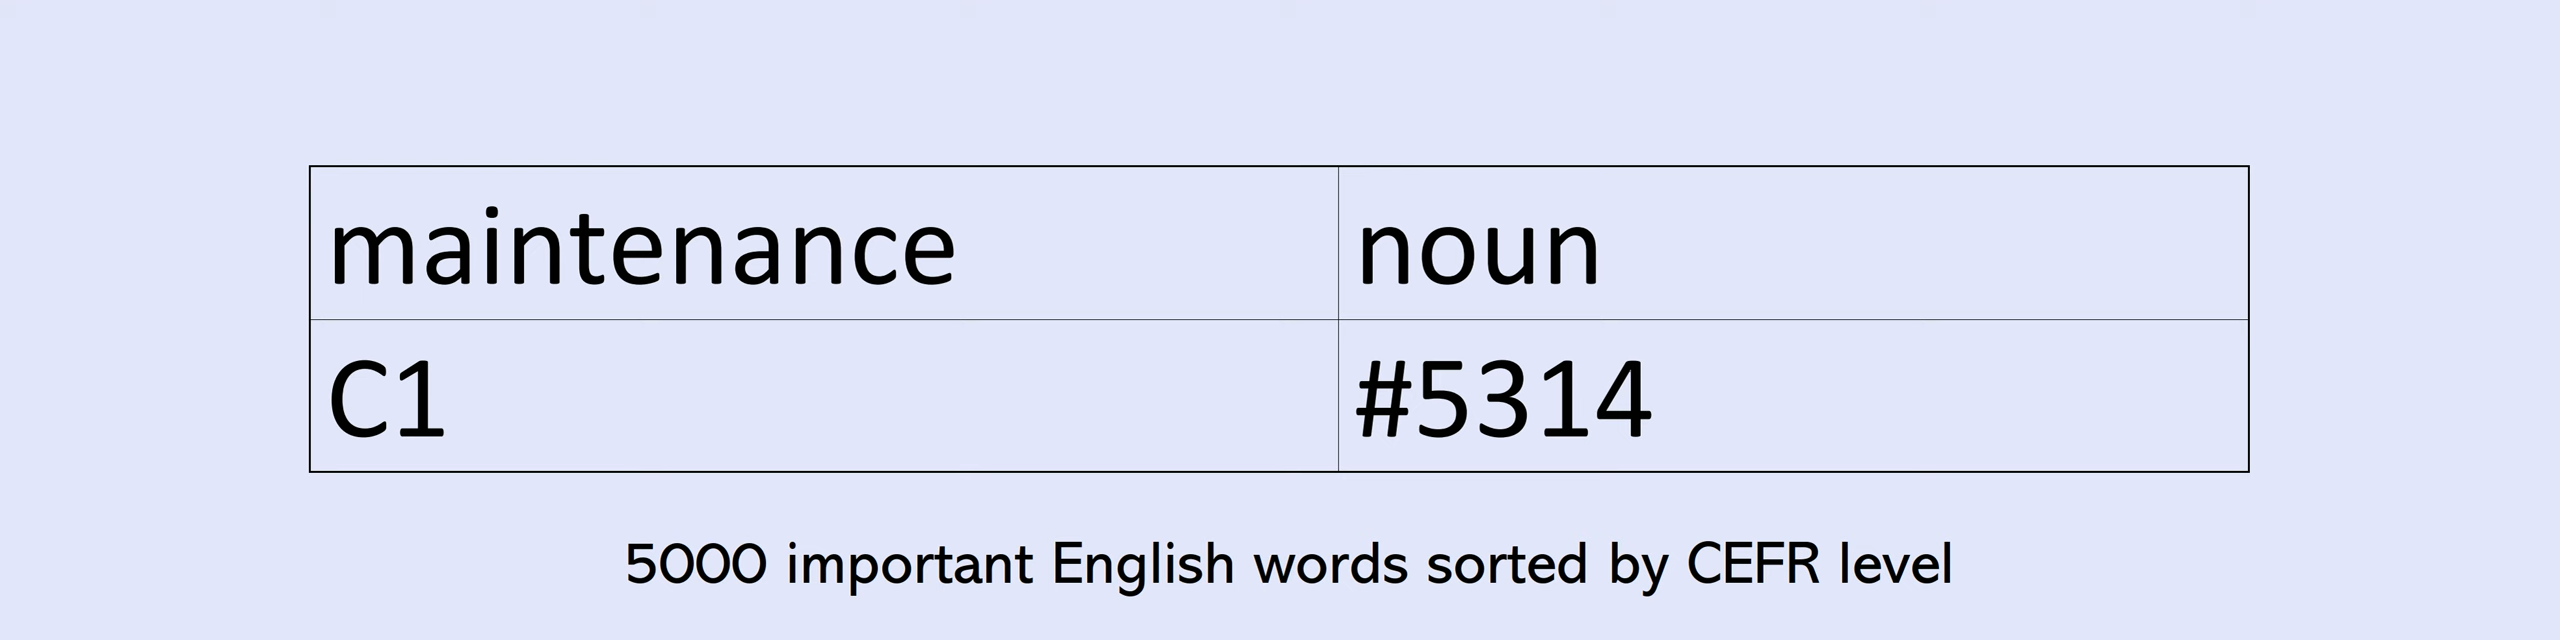 maintenance noun
C1 #5314
5000 important English words sorted by CEFR level